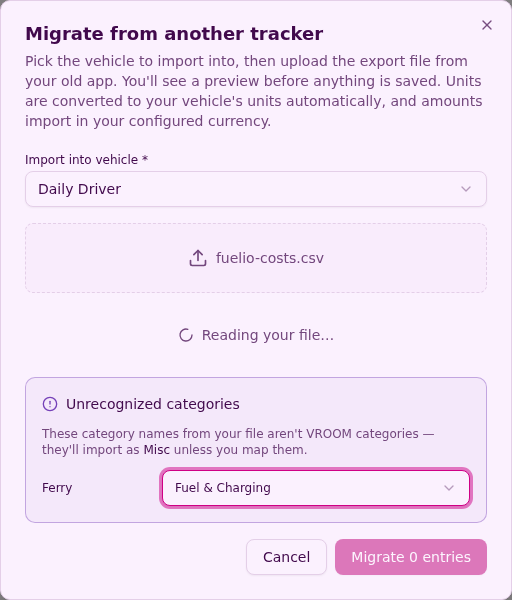 Migrate from another tracker
Pick the vehicle to import into, then upload the export file from
your old app. You'll see a preview before anything is saved. Units
are converted to your vehicle's units automatically, and amounts
import in your configured currency.
Import into vehicle *
Daily Driver
fuelio-costs.csv
Reading your file…
Unrecognized categories
These category names from your file aren't VROOM categories —
they'll import as Misc unless you map them.
Ferry
Fuel & Charging
Cancel
Migrate 0 entries